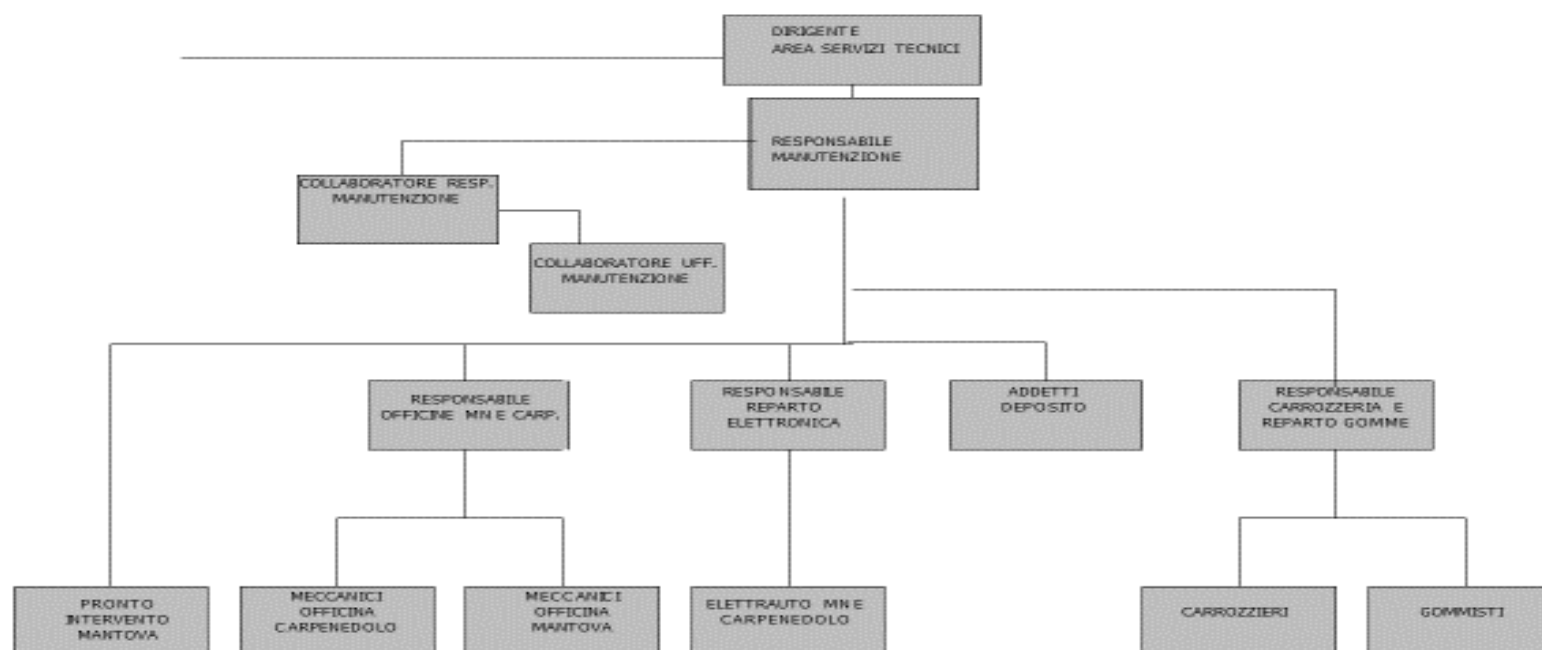 DIRIGENTE
AREA SERVIZI TECNICI
RESPONSABILE
MANUTENZIONE
COLLABORATORE RESP.
MANUTENZIONE
COLLABORATORE UFF.
MANUTENZIONE
RESPONSABILE
OFFICINE MN E CARP.
RESPONSABILE
REPARTO
ELETTRONICA
ADDETTI
DEPOSITO
RESPONSABILE
CARROZZERIA E
REPARTO GOMME
PRONTO
INTERVENTO
MANTOVA
MECCANICI
OFFICINA
CARPENEDOLO
MECCANICI
OFFICINA
MANTOVA
ELETTRAUTO MN E
CARPENEDOLO
CARROZZIERI
GOMMISTI